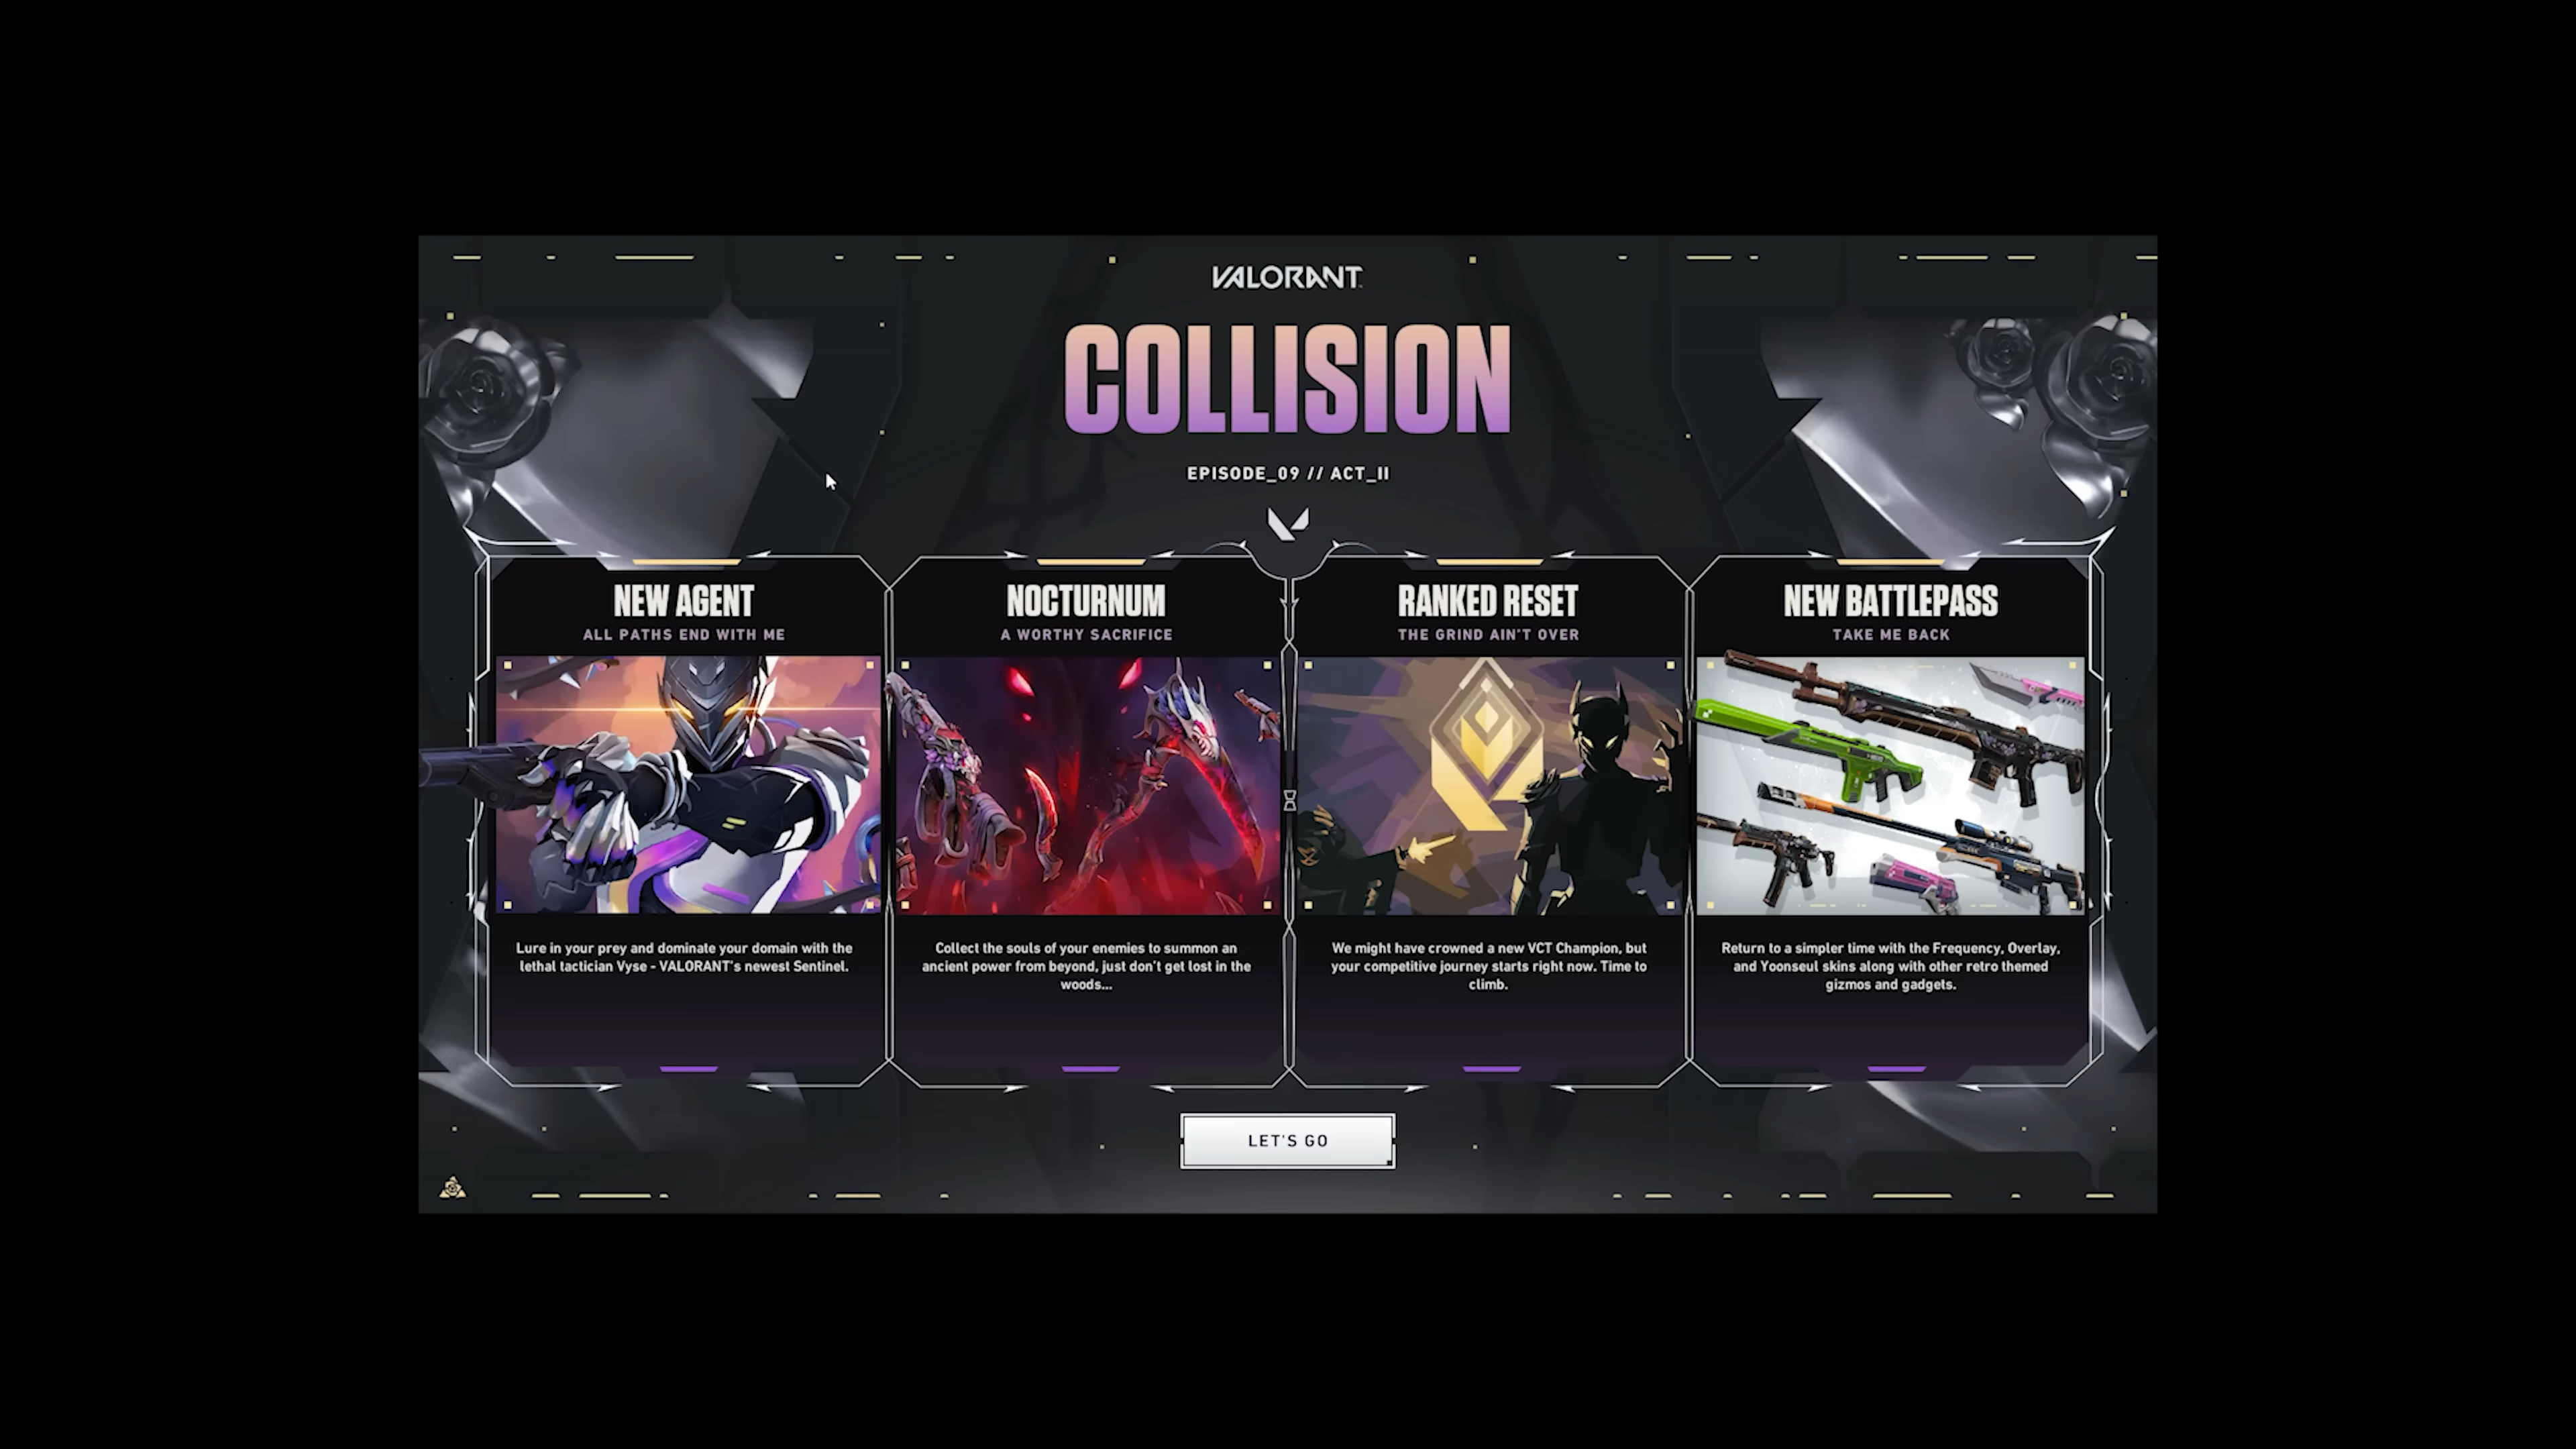 VALORANT
COLLISION
EPISODE_09 // ACT_II
NEW AGENT
ALL PATHS END WITH ME
Lure in your prey and dominate your domain with the
lethal tactician Vyse - VALORANT's newest Sentinel.
NOCTURNUM
A WORTHY SACRIFICE
Collect the souls of your enemies to summon an
ancient power from beyond, just don't get lost in the
woods...
RANKED RESET
THE GRIND AIN'T OVER
We might have crowned a new VCT Champion, but
your competitive journey starts right now. Time to
climb.
NEW BATTLEPASS
TAKE ME BACK
Return to a simpler time with the Frequency, Overlay,
and Yoonseul skins along with other retro themed
gizmos and gadgets.
LET'S GO